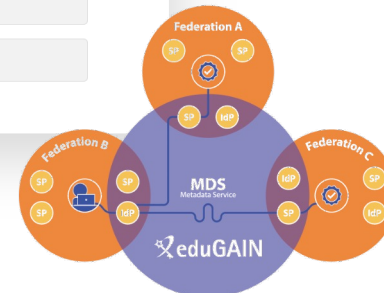 Federation A
SP
SP
SP
IdP
Federation B
SP
SP
SP
IdP
MDS
Metadata Service
eduGAIN
Federation C
IdP
SP
SP
IdP